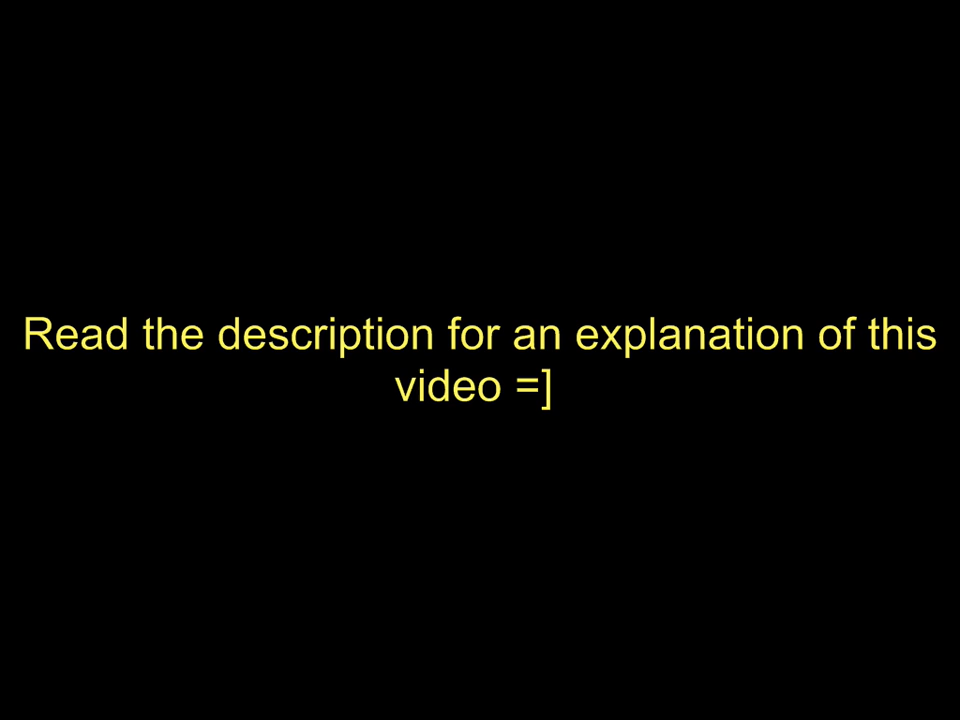 Read the description for an explanation of this
video =]